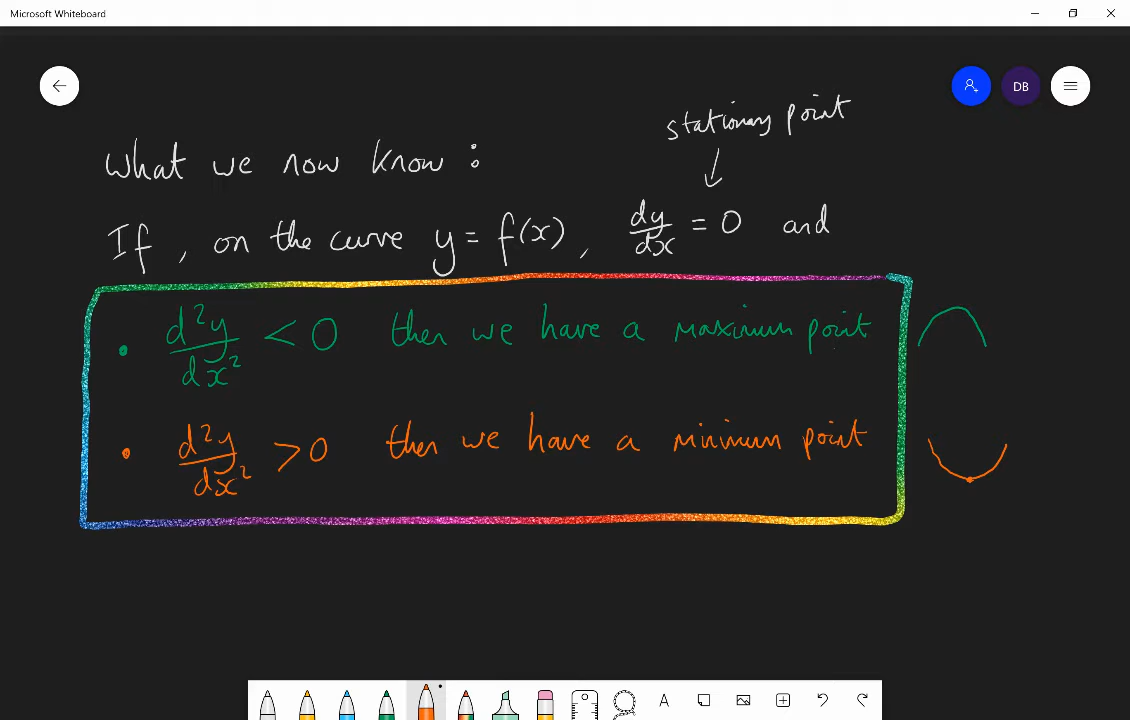 Microsoft Whiteboard
DB
stationary point
What we now know :
If , on the curve y = f(x) , dy/dx = 0 and
• d²y/dx² < 0 then we have a maximum point
• d²y/dx² > 0 then we have a minimum point
A